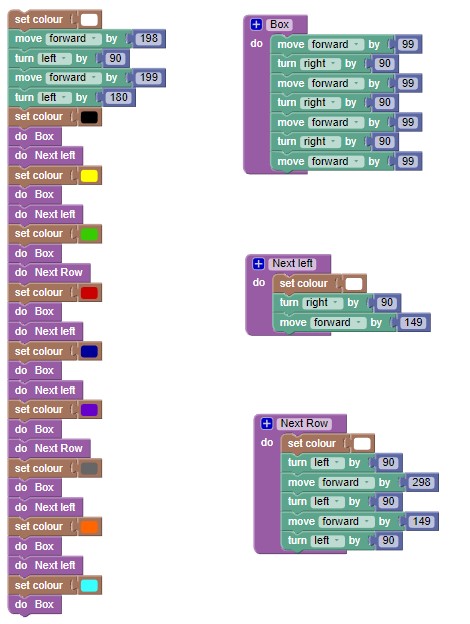 set colour
move forward by 198
turn left by 90
move forward by 199
turn left by 180
set colour
do Box
do Next left
set colour
do Box
do Next left
set colour
do Box
do Next Row
set colour
do Box
do Next left
set colour
do Box
do Next left
set colour
do Box
do Next Row
set colour
do Box
do Next left
set colour
do Box
do Next left
set colour
do Box
Box
do move forward by 99
turn right by 90
move forward by 99
turn right by 90
move forward by 99
turn right by 90
move forward by 99
Next left
do set colour
turn right by 90
move forward by 149
Next Row
do set colour
turn left by 90
move forward by 298
turn left by 90
move forward by 149
turn left by 90